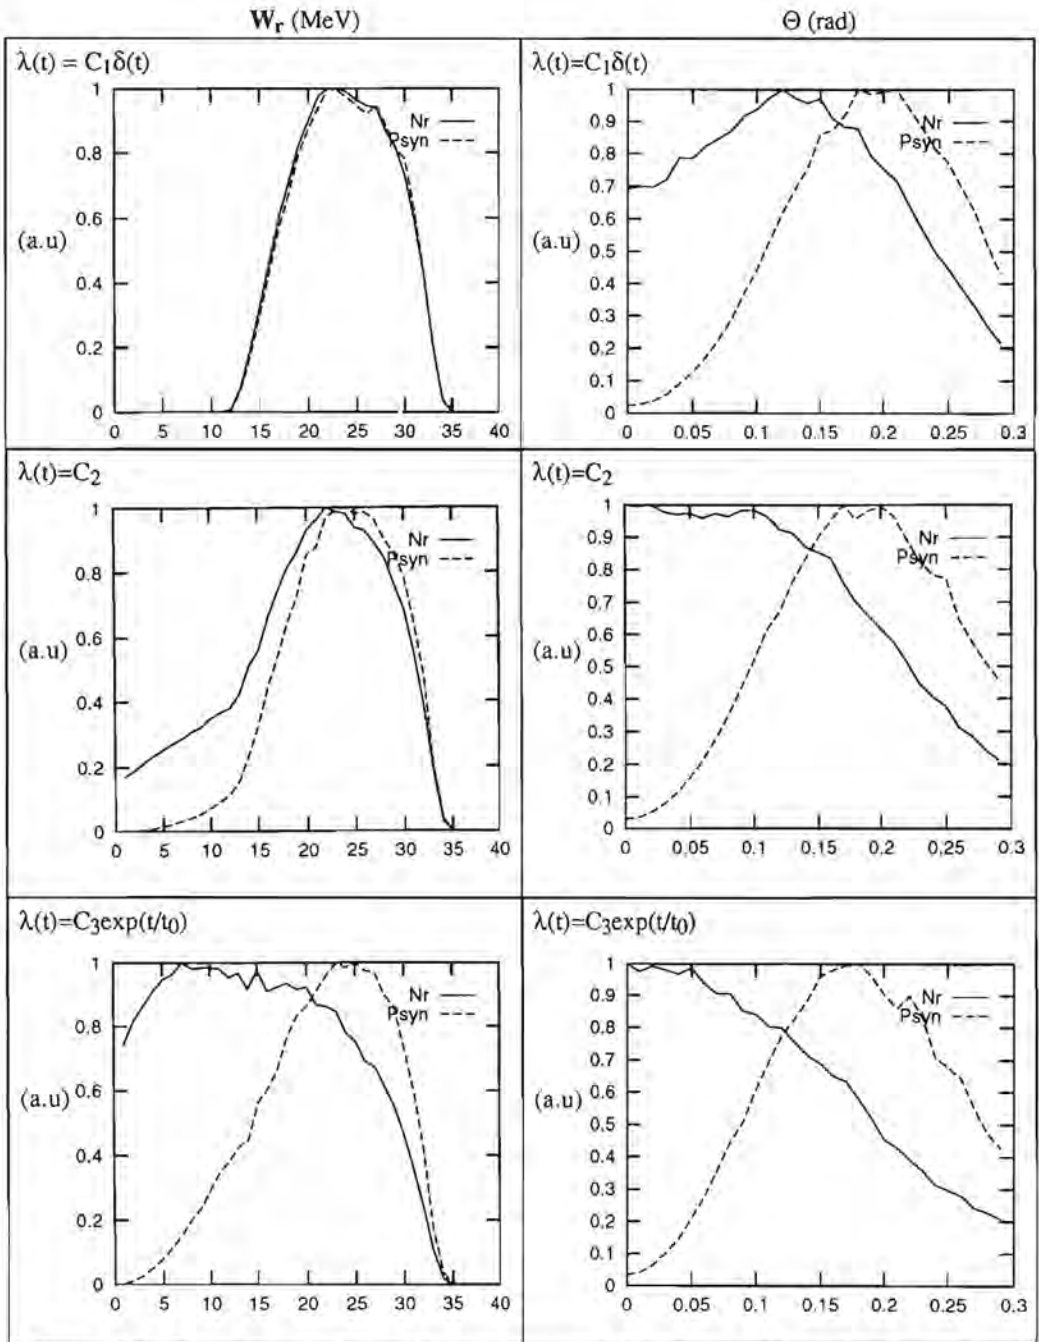 W_r (MeV)
Θ (rad)
λ(t) = C₁δ(t)
1
0.8
0.6
(a.u)
0.4
0.2
0
0 5 10 15 20 25 30 35 40
Nr
Psyn
λ(t)=C₁δ(t)
1
0.9
0.8
0.7
0.6
(a.u)
0.5
0.4
0.3
0.2
0.1
0
0 0.05 0.1 0.15 0.2 0.25 0.3
Nr
Psyn
λ(t)=C₂
1
0.8
0.6
(a.u)
0.4
0.2
0
0 5 10 15 20 25 30 35 40
Nr
Psyn
λ(t)=C₂
1
0.9
0.8
0.7
0.6
(a.u)
0.5
0.4
0.3
0.2
0.1
0
0 0.05 0.1 0.15 0.2 0.25 0.3
Nr
Psyn
λ(t)=C₃exp(t/t₀)
1
0.8
0.6
(a.u)
0.4
0.2
0
0 5 10 15 20 25 30 35 40
Nr
Psyn
λ(t)=C₃exp(t/t₀)
1
0.9
0.8
0.7
0.6
(a.u)
0.5
0.4
0.3
0.2
0.1
0
0 0.05 0.1 0.15 0.2 0.25 0.3
Nr
Psyn